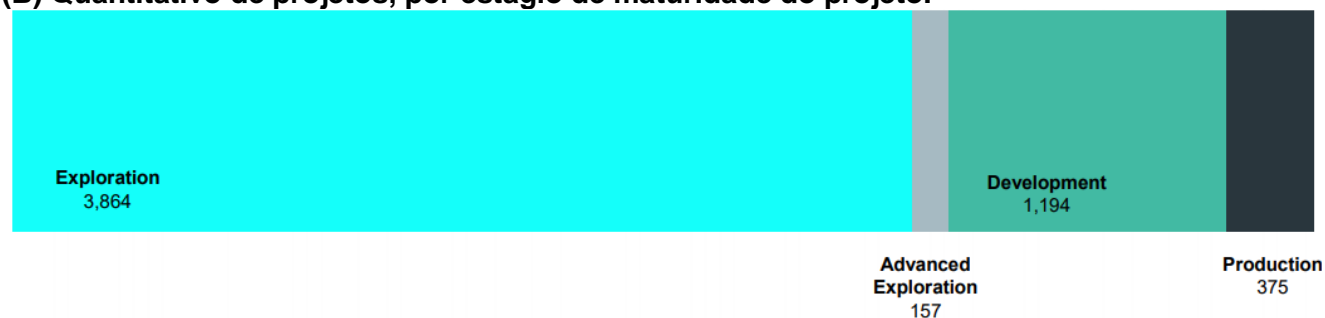 (B) Quantitativo de projetos, por estágio de maturidade do projeto.
Exploration
3,864
Development
1,194
Advanced
Exploration
157
Production
375